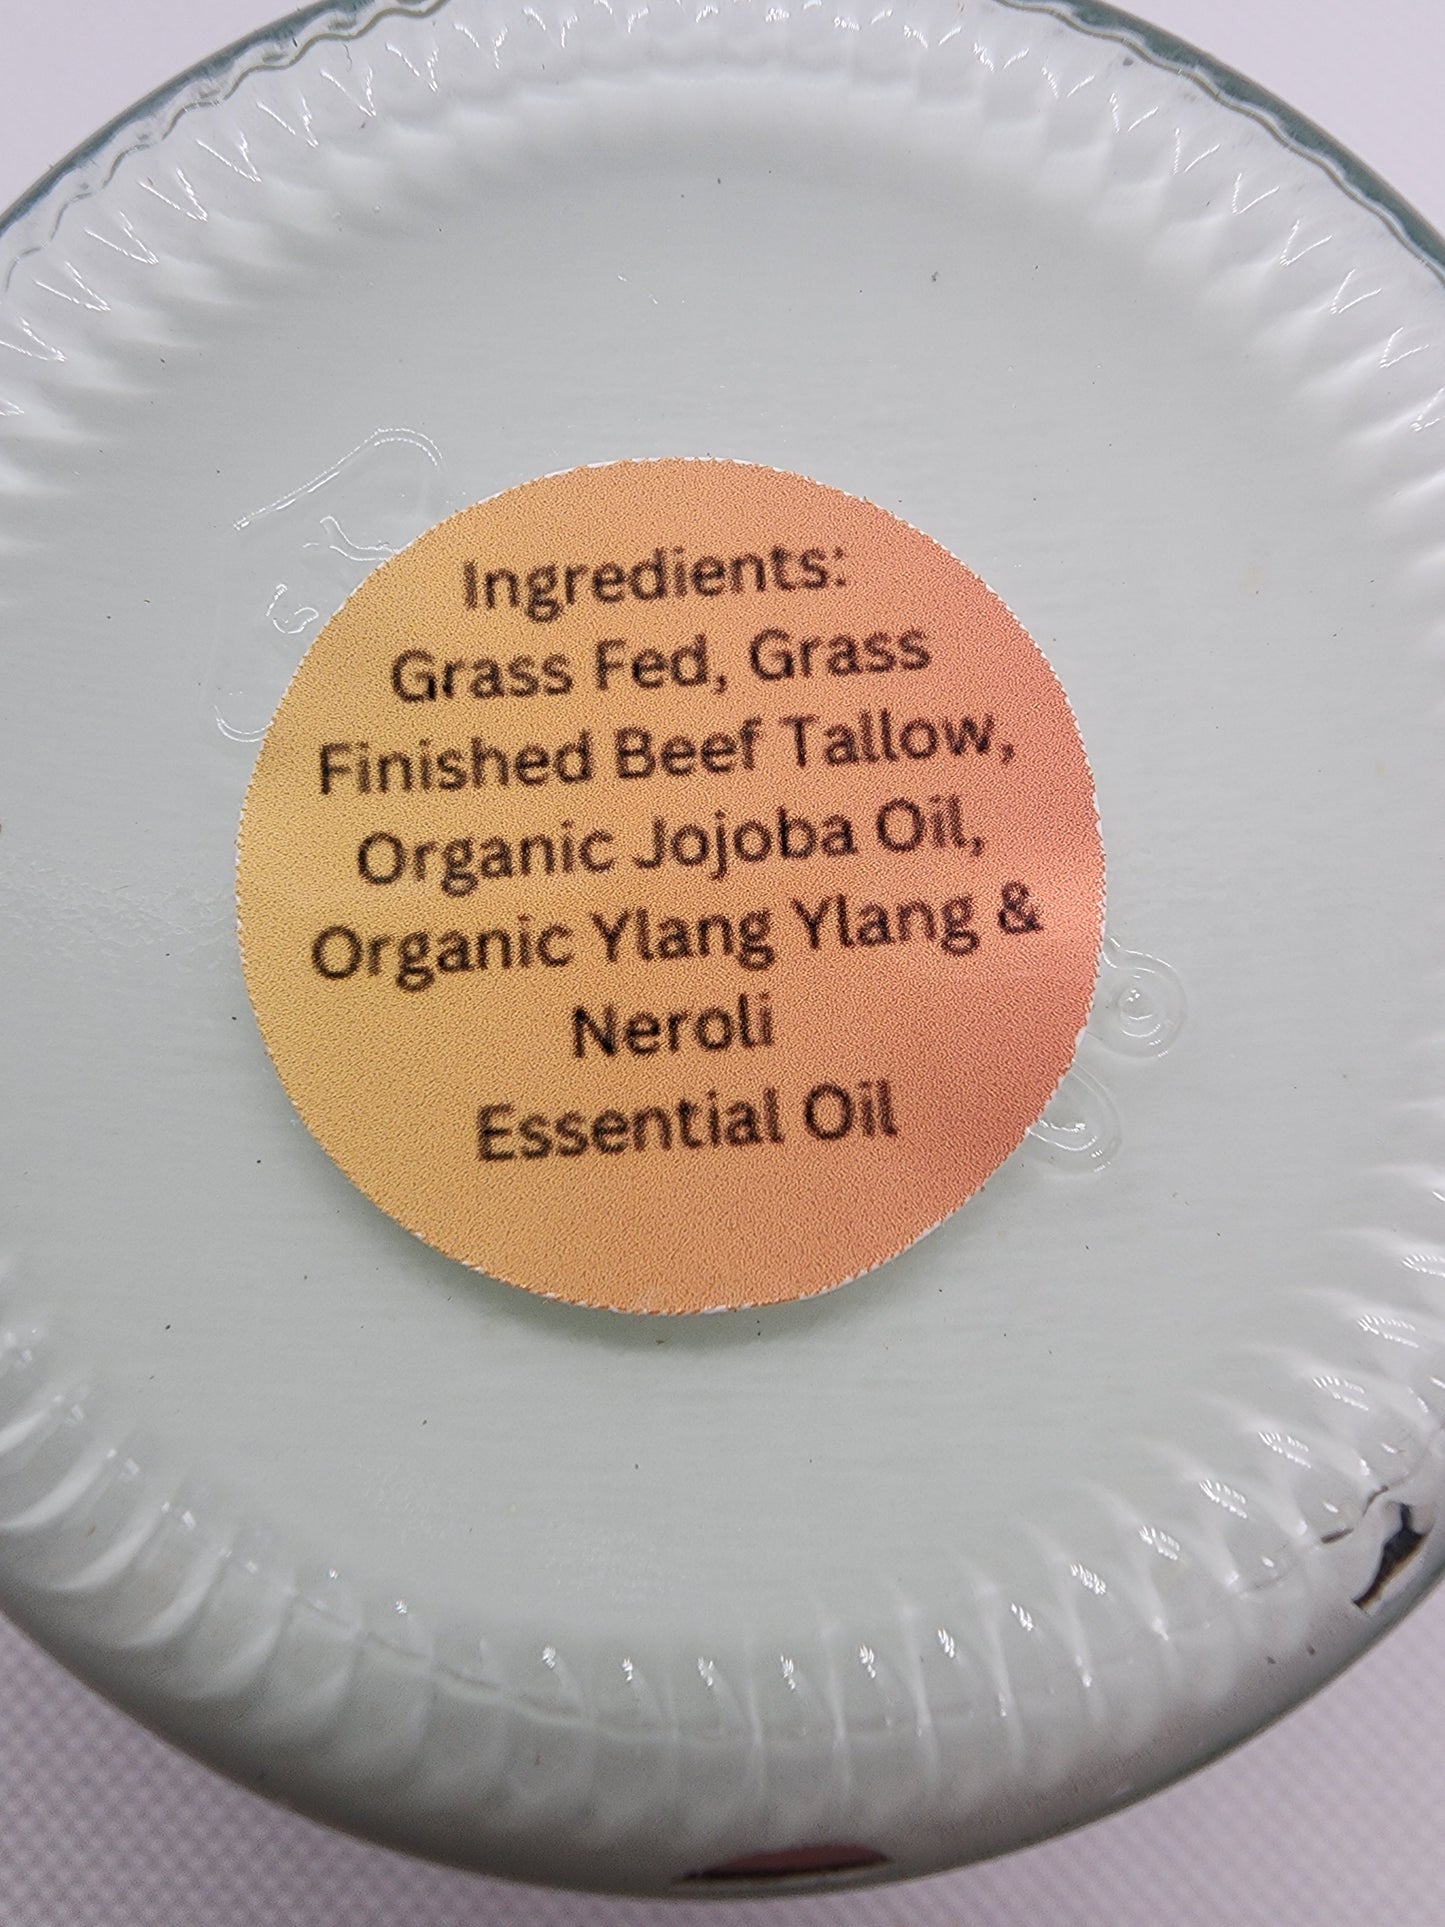 Ingredients:
Grass Fed, Grass
Finished Beef Tallow,
Organic Jojoba Oil,
Organic Ylang Ylang &
Neroli
Essential Oil